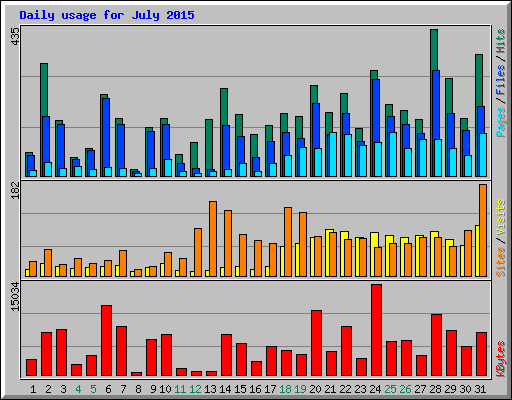 Daily usage for July 2015
435
Pages / Files / Hits
182
Sites / Visits
15034
KBytes
1 2 3 4 5 6 7 8 9 10 11 12 13 14 15 16 17 18 19 20 21 22 23 24 25 26 27 28 29 30 31